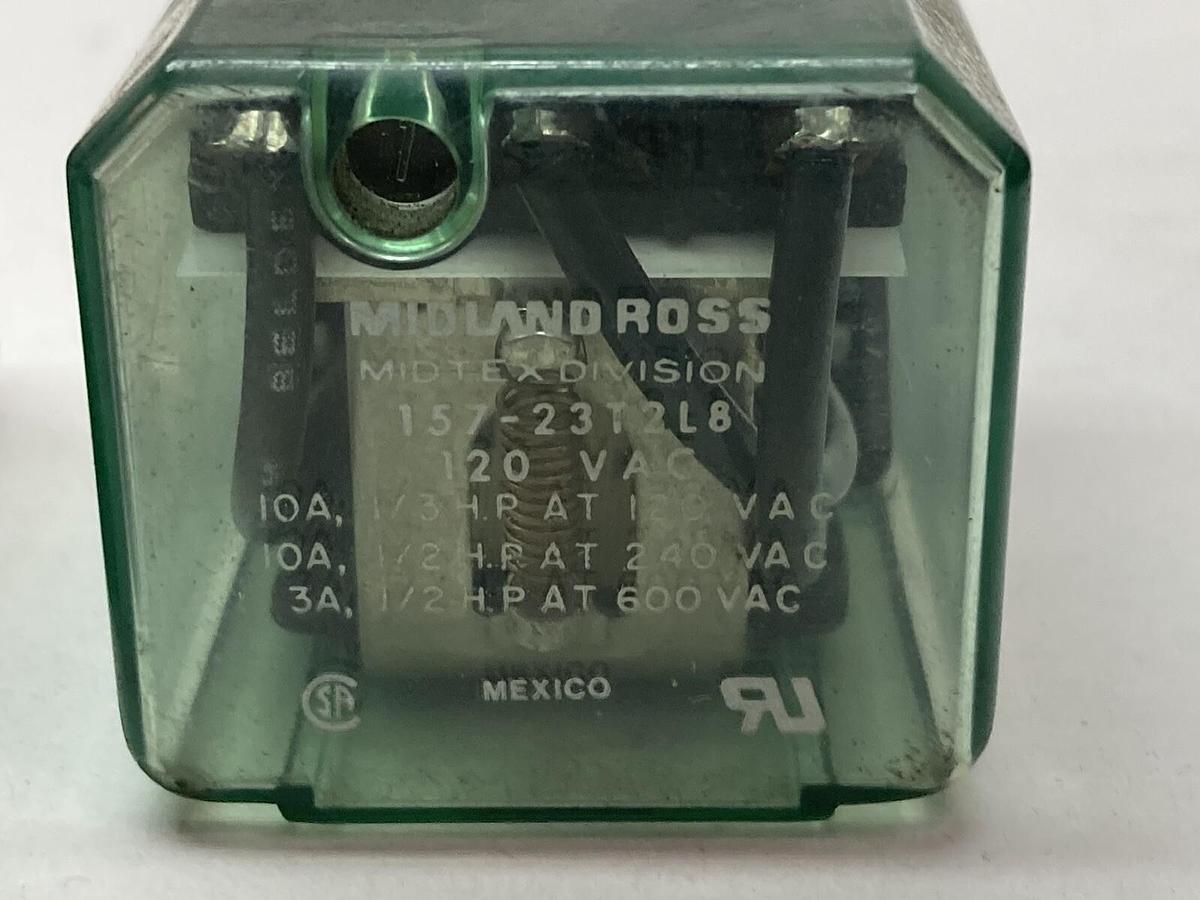 MIDLAND ROSS
MIDTEX DIVISION
157-23T2L8
120 VAC
10A, 1/3 H.P. AT 120 VAC
10A, 1/2 H.P. AT 240 VAC
3A, 1/2 H.P. AT 600 VAC
MEXICO